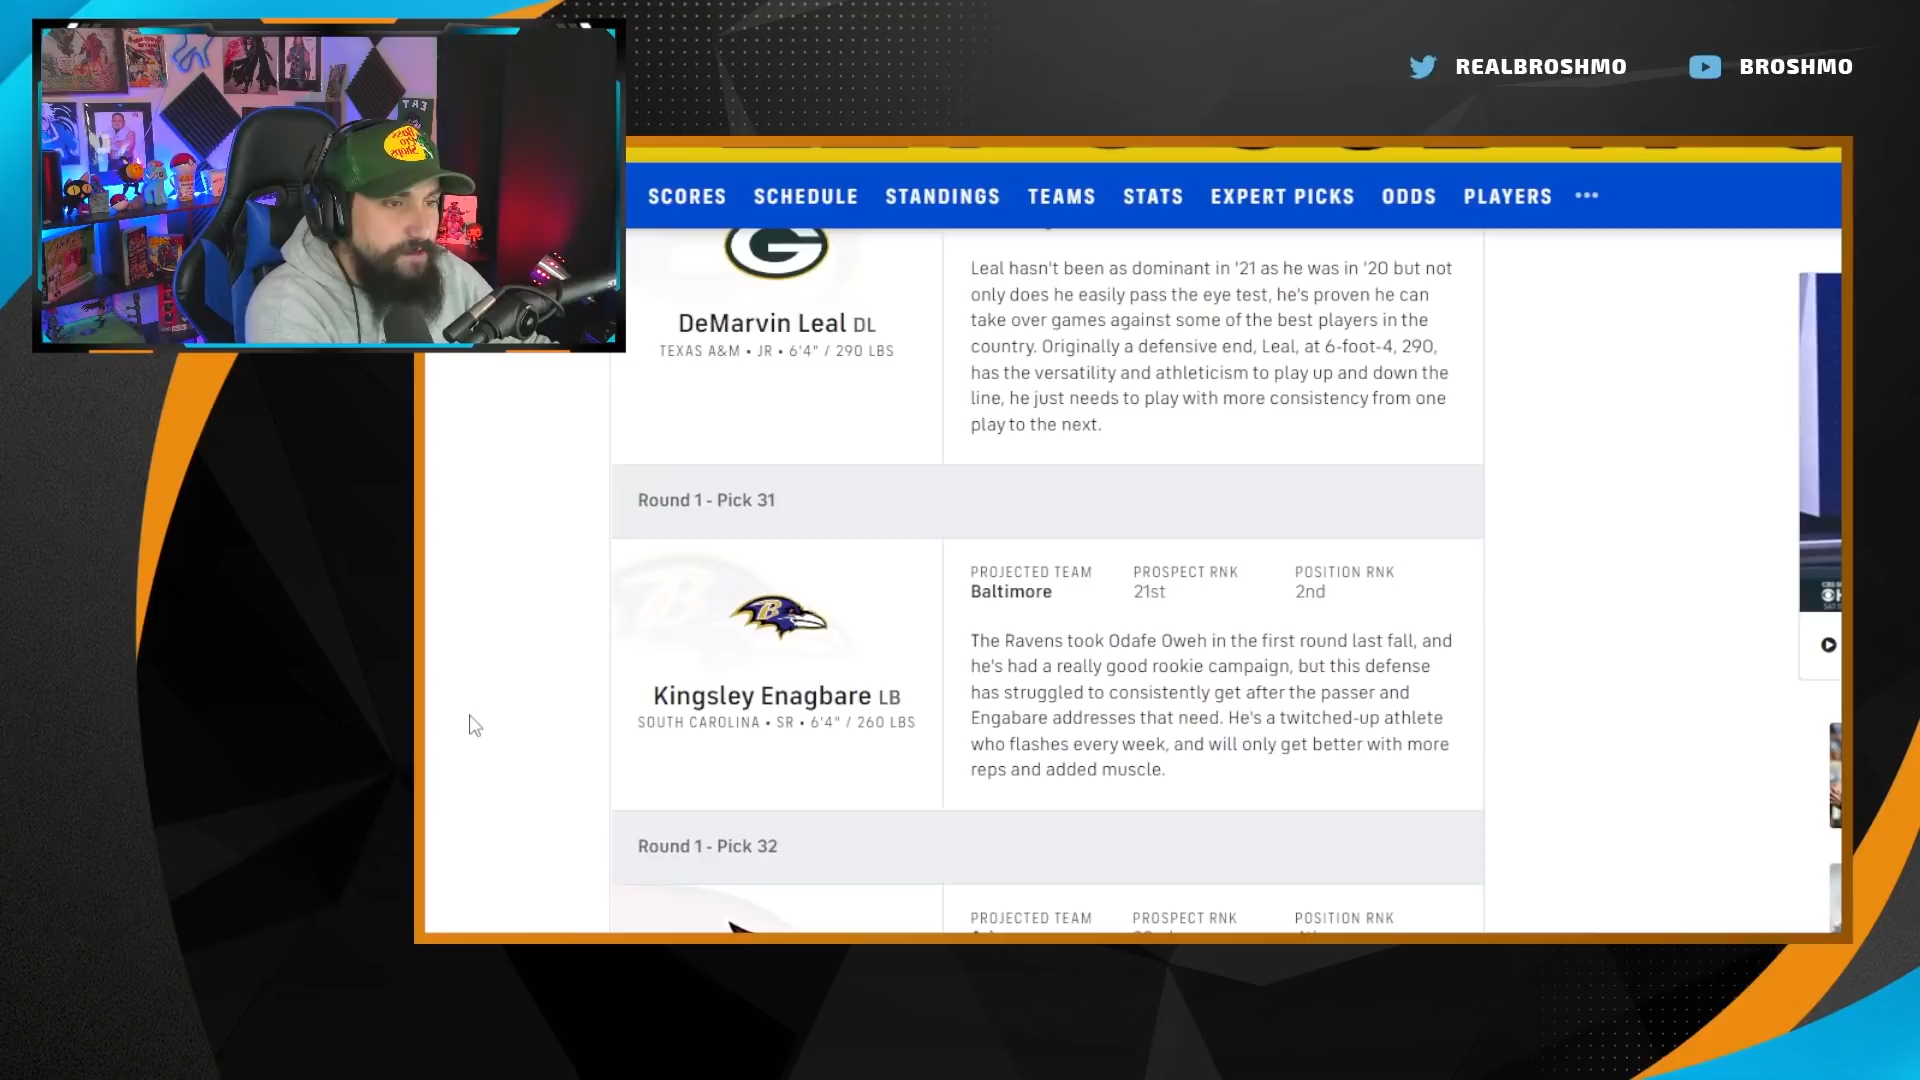 REALBROSHMO
BROSHMO
SCORES SCHEDULE STANDINGS TEAMS STATS EXPERT PICKS ODDS PLAYERS •••
DeMarvin Leal DL
TEXAS A&M • JR • 6'4" / 290 LBS
Leal hasn't been as dominant in '21 as he was in '20 but not
only does he easily pass the eye test, he's proven he can
take over games against some of the best players in the
country. Originally a defensive end, Leal, at 6-foot-4, 290,
has the versatility and athleticism to play up and down the
line, he just needs to play with more consistency from one
play to the next.
Round 1 - Pick 31
Kingsley Enagbare LB
SOUTH CAROLINA • SR • 6'4" / 260 LBS
PROJECTED TEAM PROSPECT RNK POSITION RNK
Baltimore 21st 2nd
The Ravens took Odafe Oweh in the first round last fall, and
he's had a really good rookie campaign, but this defense
has struggled to consistently get after the passer and
Engabare addresses that need. He's a twitched-up athlete
who flashes every week, and will only get better with more
reps and added muscle.
Round 1 - Pick 32
PROJECTED TEAM PROSPECT RNK POSITION RNK
Bass
Pro
Shops
EAT
G
B